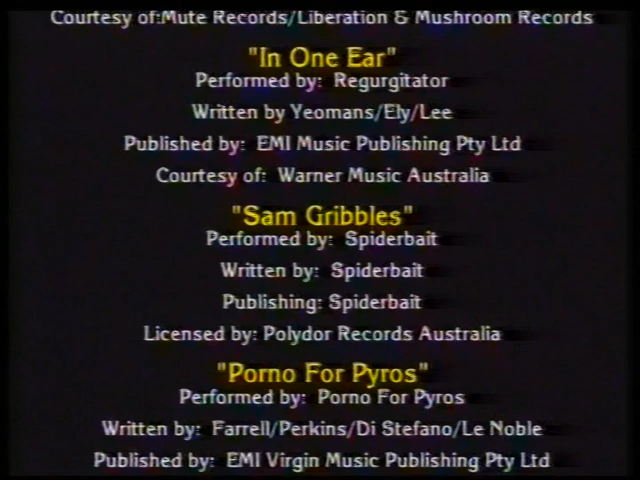 Courtesy of:Mute Records/Liberation & Mushroom Records
"In One Ear"
Performed by: Regurgitator
Written by Yeomans/Ely/Lee
Published by: EMI Music Publishing Pty Ltd
Courtesy of: Warner Music Australia
"Sam Gribbles"
Performed by: Spiderbait
Written by: Spiderbait
Publishing: Spiderbait
Licensed by: Polydor Records Australia
"Porno For Pyros"
Performed by: Porno For Pyros
Written by: Farrell/Perkins/Di Stefano/Le Noble
Published by: EMI Virgin Music Publishing Pty Ltd